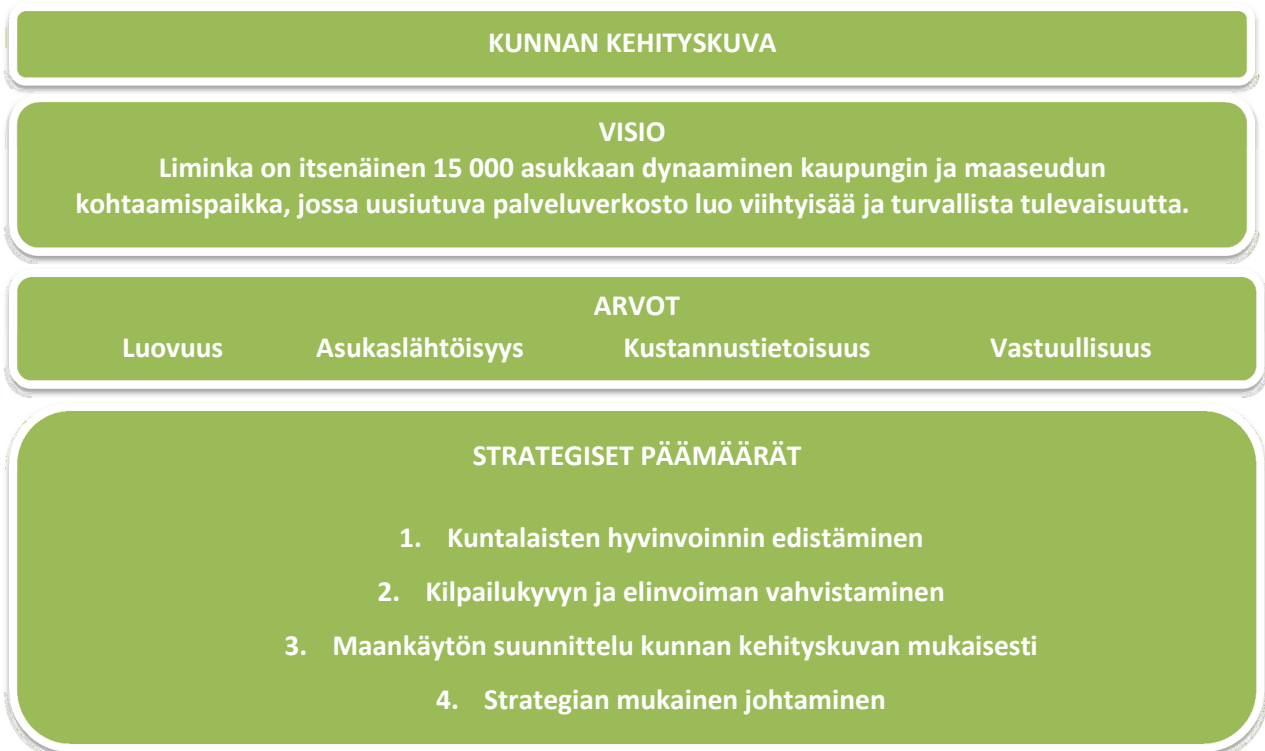 KUNNAN KEHITYSKUVA
VISIO
Liminka on itsenäinen 15 000 asukkaan dynaaminen kaupungin ja maaseudun
kohtaamispaikka, jossa uusiutuva palveluverkosto luo viihtyisää ja turvallista tulevaisuutta.
ARVOT
Luovuus Asukaslähtöisyys Kustannustietoisuus Vastuullisuus
STRATEGISET PÄÄMÄÄRÄT
1. Kuntalaisten hyvinvoinnin edistäminen
2. Kilpailukyvyn ja elinvoiman vahvistaminen
3. Maankäytön suunnittelu kunnan kehityskuvan mukaisesti
4. Strategian mukainen johtaminen